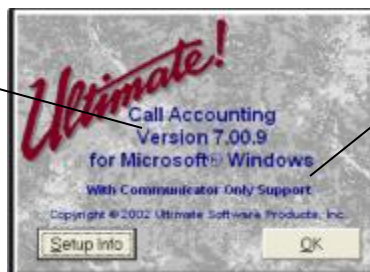 Ultimate!
Call Accounting
Version 7.00.9
for Microsoft® Windows
With Communicator Only Support
Copyright © 2002 Ultimate Software Products, Inc.
Setup Info
OK